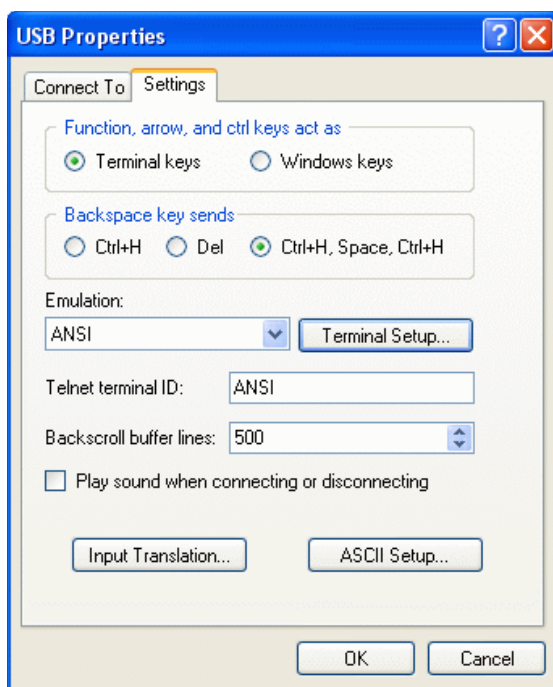 USB Properties
Connect To Settings
Function, arrow, and ctrl keys act as
Terminal keys Windows keys
Backspace key sends
Ctrl+H Del Ctrl+H, Space, Ctrl+H
Emulation:
ANSI Terminal Setup...
Telnet terminal ID: ANSI
Backscroll buffer lines: 500
Play sound when connecting or disconnecting
Input Translation... ASCII Setup...
OK Cancel